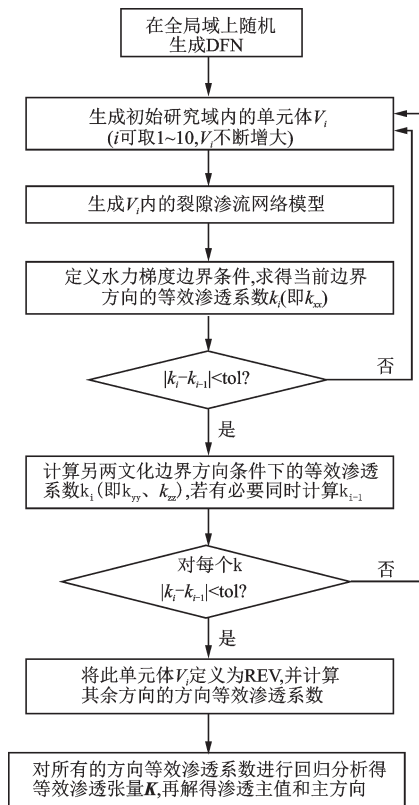 在全局域上随机
生成DFN
生成初始研究域内的单元体Vi
(i可取1~10,Vi不断增大)
生成Vi内的裂隙渗流网络模型
定义水力梯度边界条件,求得当前边界
方向的等效渗透系数ki(即kxx)
|ki-ki-1|<tol?
否
是
计算另两文化边界方向条件下的等效渗透
系数ki(即kyy、kzz),若有必要同时计算ki-1
对每个k
|ki-ki-1|<tol?
否
是
将此单元体Vi定义为REV,并计算
其余方向的方向等效渗透系数
对所有的方向等效渗透系数进行回归分析得
等效渗透张量K,再解得渗透主值和主方向